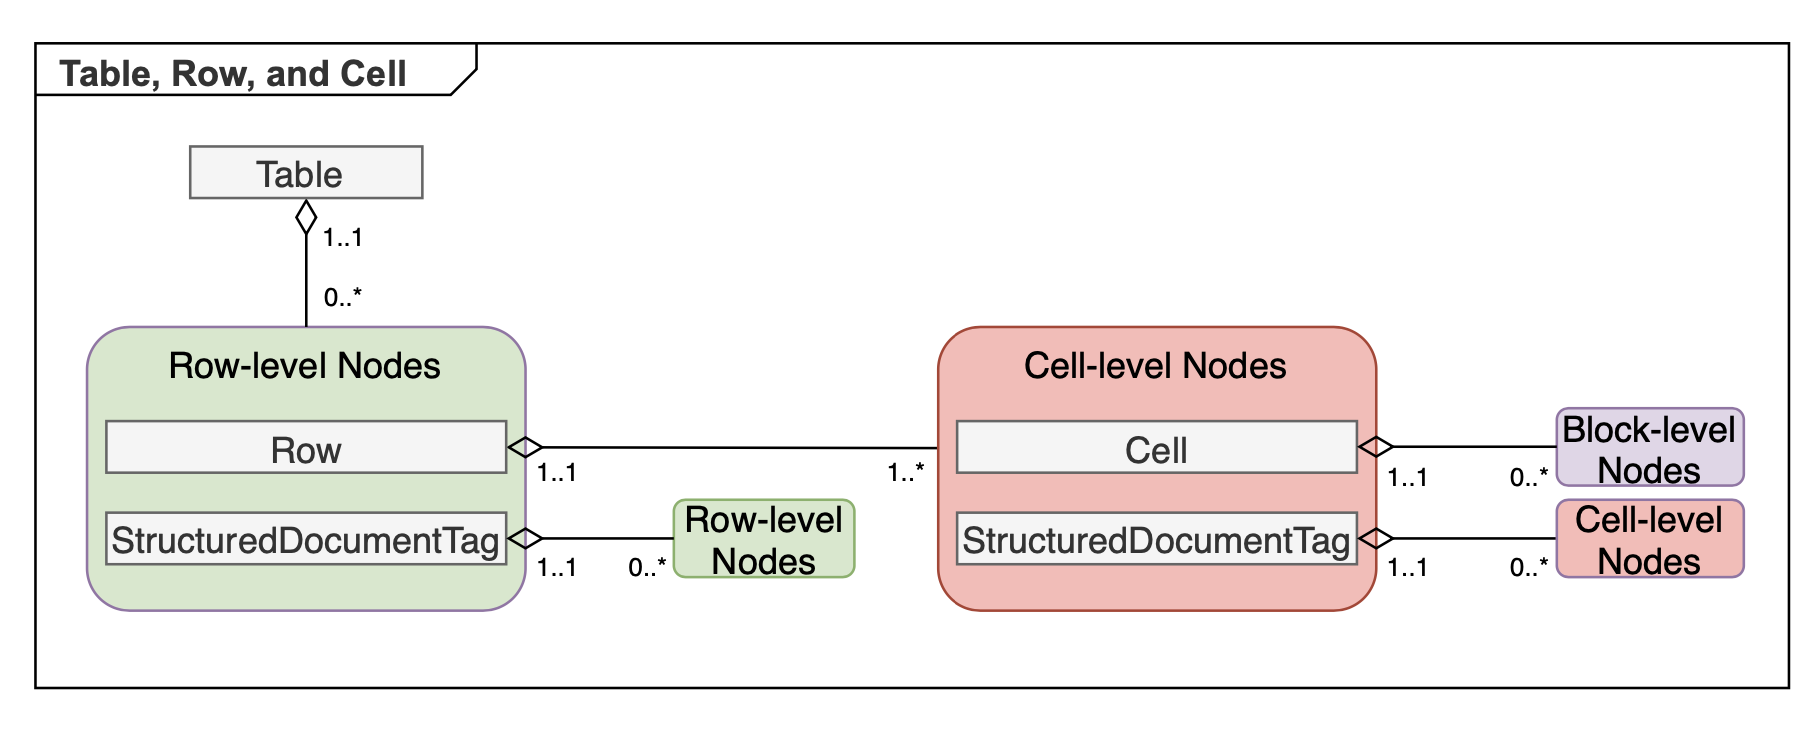 Table, Row, and Cell
Table
1..1
0..*
Row-level Nodes
Cell-level Nodes
Row
1..1
1..*
Cell
1..1
0..*
Block-level
Nodes
StructuredDocumentTag
1..1
0..*
Row-level
Nodes
StructuredDocumentTag
1..1
0..*
Cell-level
Nodes